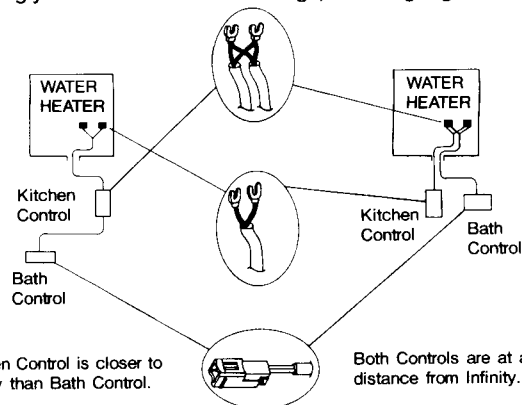 WATER
HEATER
WATER
HEATER
Kitchen
Control
Kitchen
Control
Bath
Control
Bath
Control
Control is closer to
than Bath Control.
Both Controls are at
distance from Infinity.